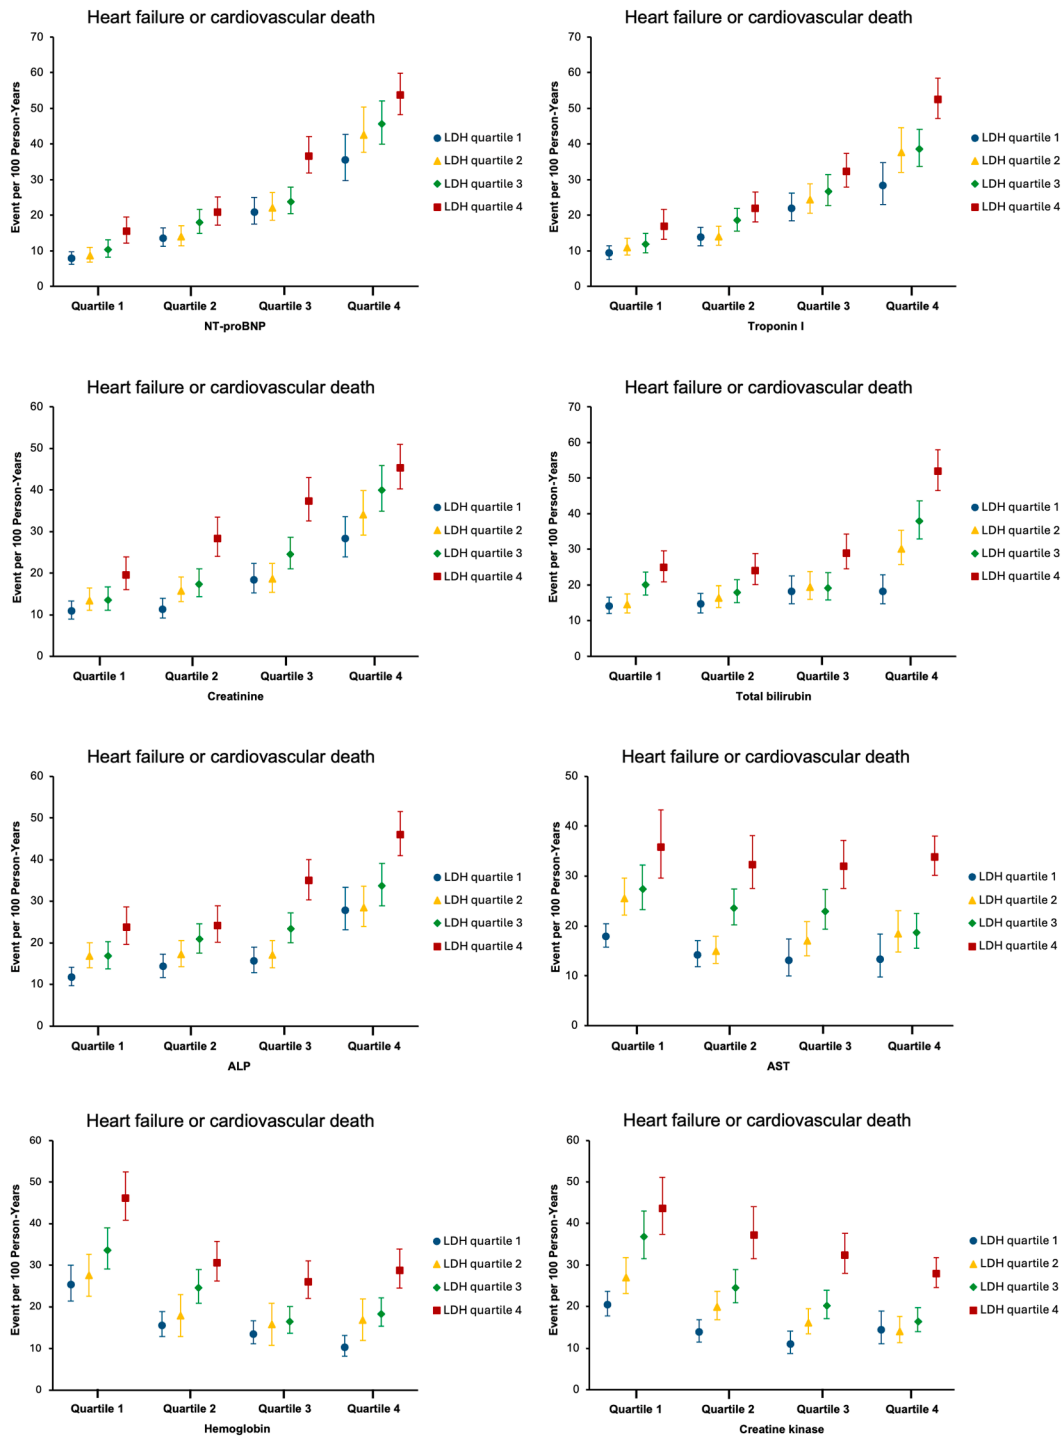 Heart failure or cardiovascular death
Event per 100 Person-Years
70
60
50
40
30
20
10
0
Quartile 1 Quartile 2 Quartile 3 Quartile 4
NT-proBNP
LDH quartile 1
LDH quartile 2
LDH quartile 3
LDH quartile 4
Heart failure or cardiovascular death
Event per 100 Person-Years
70
60
50
40
30
20
10
0
Quartile 1 Quartile 2 Quartile 3 Quartile 4
Troponin I
LDH quartile 1
LDH quartile 2
LDH quartile 3
LDH quartile 4
Heart failure or cardiovascular death
Event per 100 Person-Years
60
50
40
30
20
10
0
Quartile 1 Quartile 2 Quartile 3 Quartile 4
Creatinine
LDH quartile 1
LDH quartile 2
LDH quartile 3
LDH quartile 4
Heart failure or cardiovascular death
Event per 100 Person-Years
70
60
50
40
30
20
10
0
Quartile 1 Quartile 2 Quartile 3 Quartile 4
Total bilirubin
LDH quartile 1
LDH quartile 2
LDH quartile 3
LDH quartile 4
Heart failure or cardiovascular death
Event per 100 Person-Years
60
50
40
30
20
10
0
Quartile 1 Quartile 2 Quartile 3 Quartile 4
ALP
LDH quartile 1
LDH quartile 2
LDH quartile 3
LDH quartile 4
Heart failure or cardiovascular death
Event per 100 Person-Years
50
40
30
20
10
0
Quartile 1 Quartile 2 Quartile 3 Quartile 4
AST
LDH quartile 1
LDH quartile 2
LDH quartile 3
LDH quartile 4
Heart failure or cardiovascular death
Event per 100 Person-Years
60
50
40
30
20
10
0
Quartile 1 Quartile 2 Quartile 3 Quartile 4
Hemoglobin
LDH quartile 1
LDH quartile 2
LDH quartile 3
LDH quartile 4
Heart failure or cardiovascular death
Event per 100 Person-Years
60
50
40
30
20
10
0
Quartile 1 Quartile 2 Quartile 3 Quartile 4
Creatine kinase
LDH quartile 1
LDH quartile 2
LDH quartile 3
LDH quartile 4